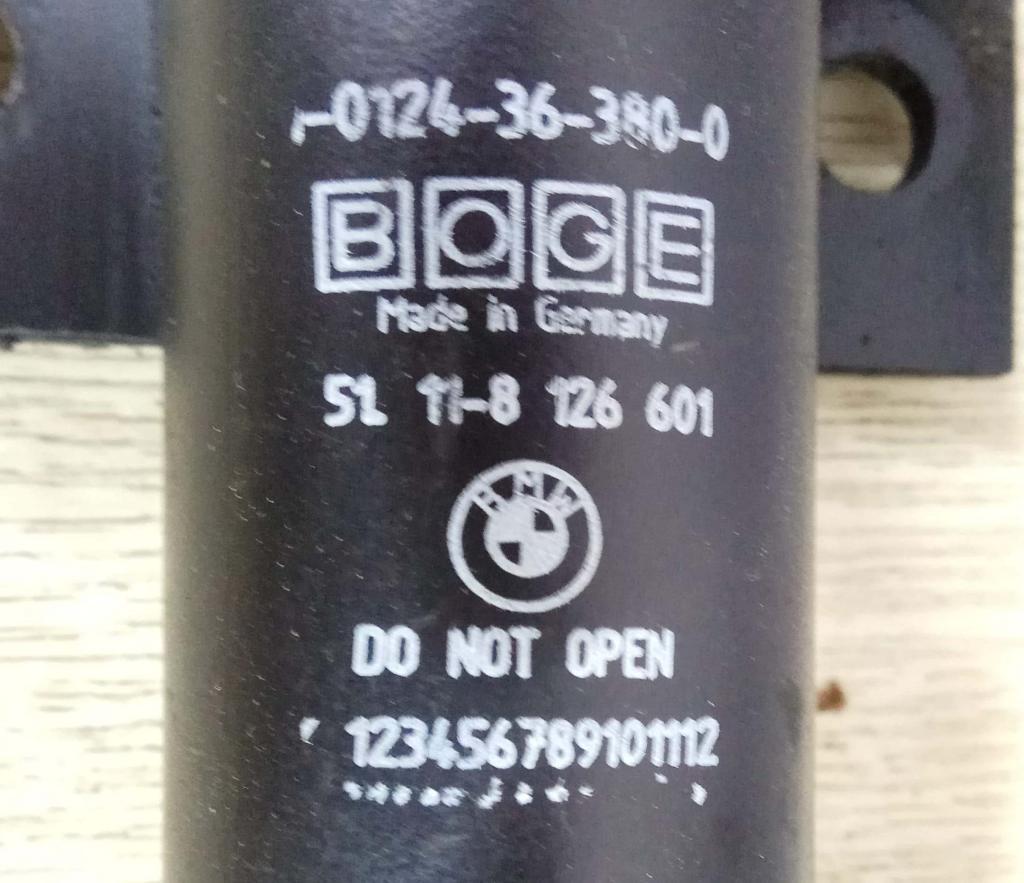 -0124-36-380-0
BOGE
Made in Germany
51 11-8 126 601
BMW
DO NOT OPEN
123456789101112